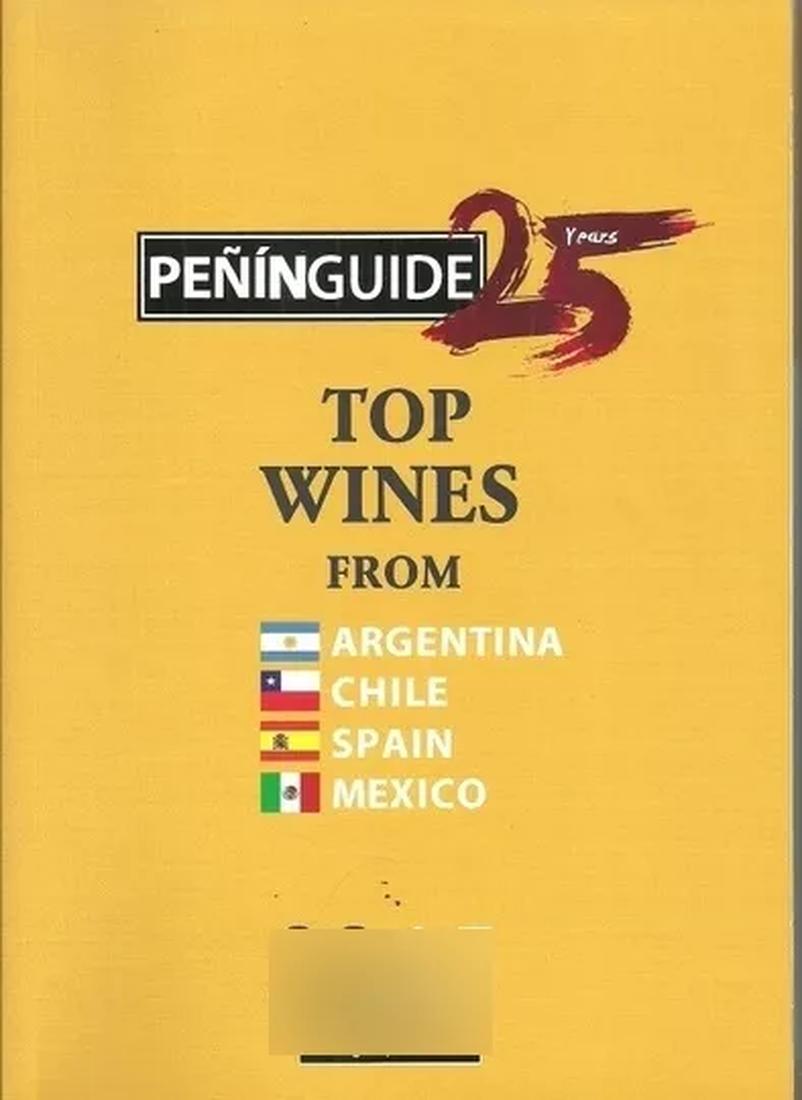 PEÑÍNGUIDE
25
Years
TOP
WINES
FROM
ARGENTINA
CHILE
SPAIN
MEXICO